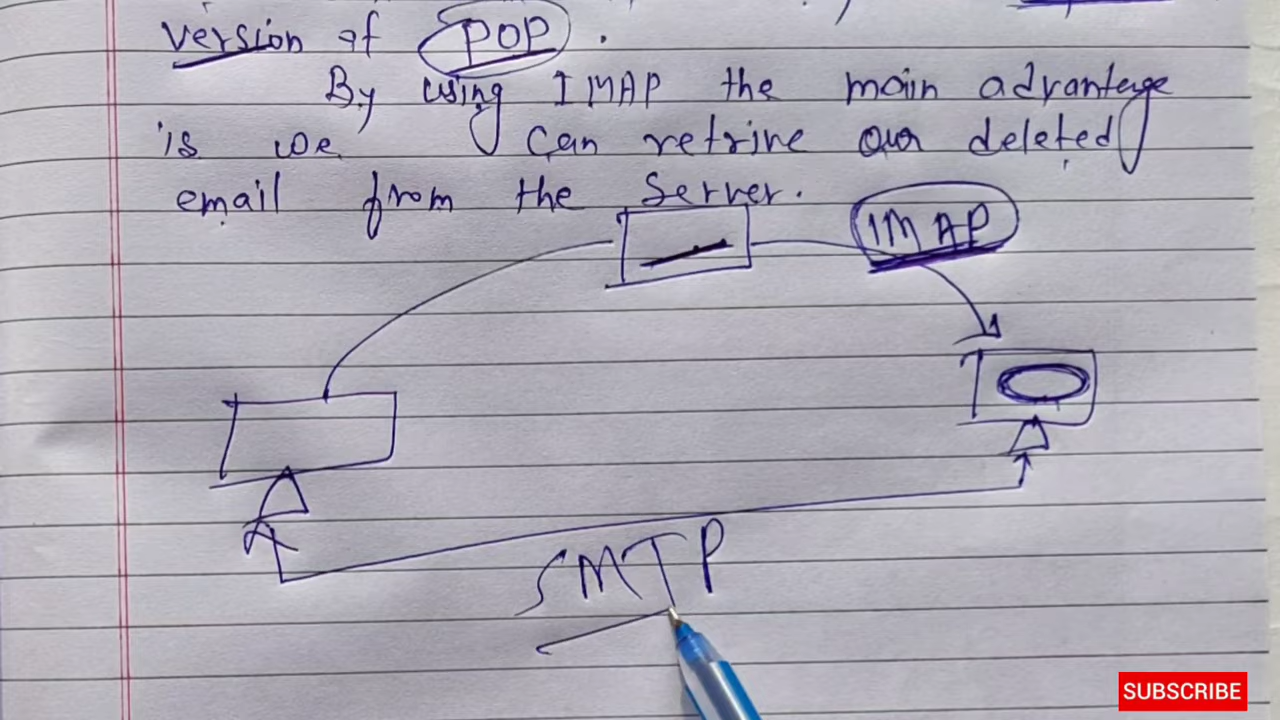 version of POP .
By using IMAP the main advantage
is we can retrive our deleted
email from the server.
IMAP
SMTP
SUBSCRIBE